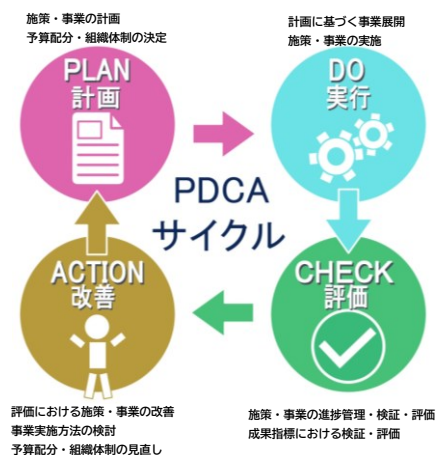 施策・事業の計画
予算配分・組織体制の決定
PLAN
計画
計画に基づく事業展開
施策・事業の実施
DO
実行
PDCA
サイクル
ACTION
改善
CHECK
評価
評価における施策・事業の改善
事業実施方法の検討
予算配分・組織体制の見直し
施策・事業の進捗管理・検証・評価
成果指標における検証・評価